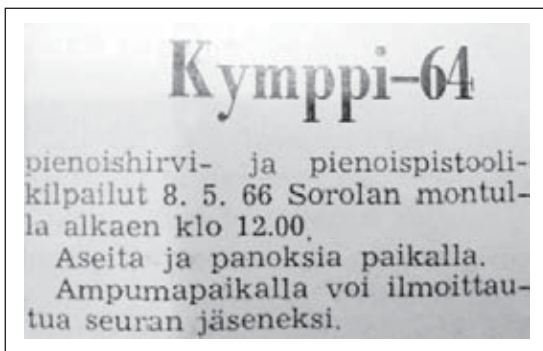 Kymppi-64
pienoishirvi- ja pienoispistooli-
kilpailut 8. 5. 66 Sorolan montul-
la alkaen klo 12.00.
Aseita ja panoksia paikalla.
Ampumapaikalla voi ilmoittau-
tua seuran jäseneksi.